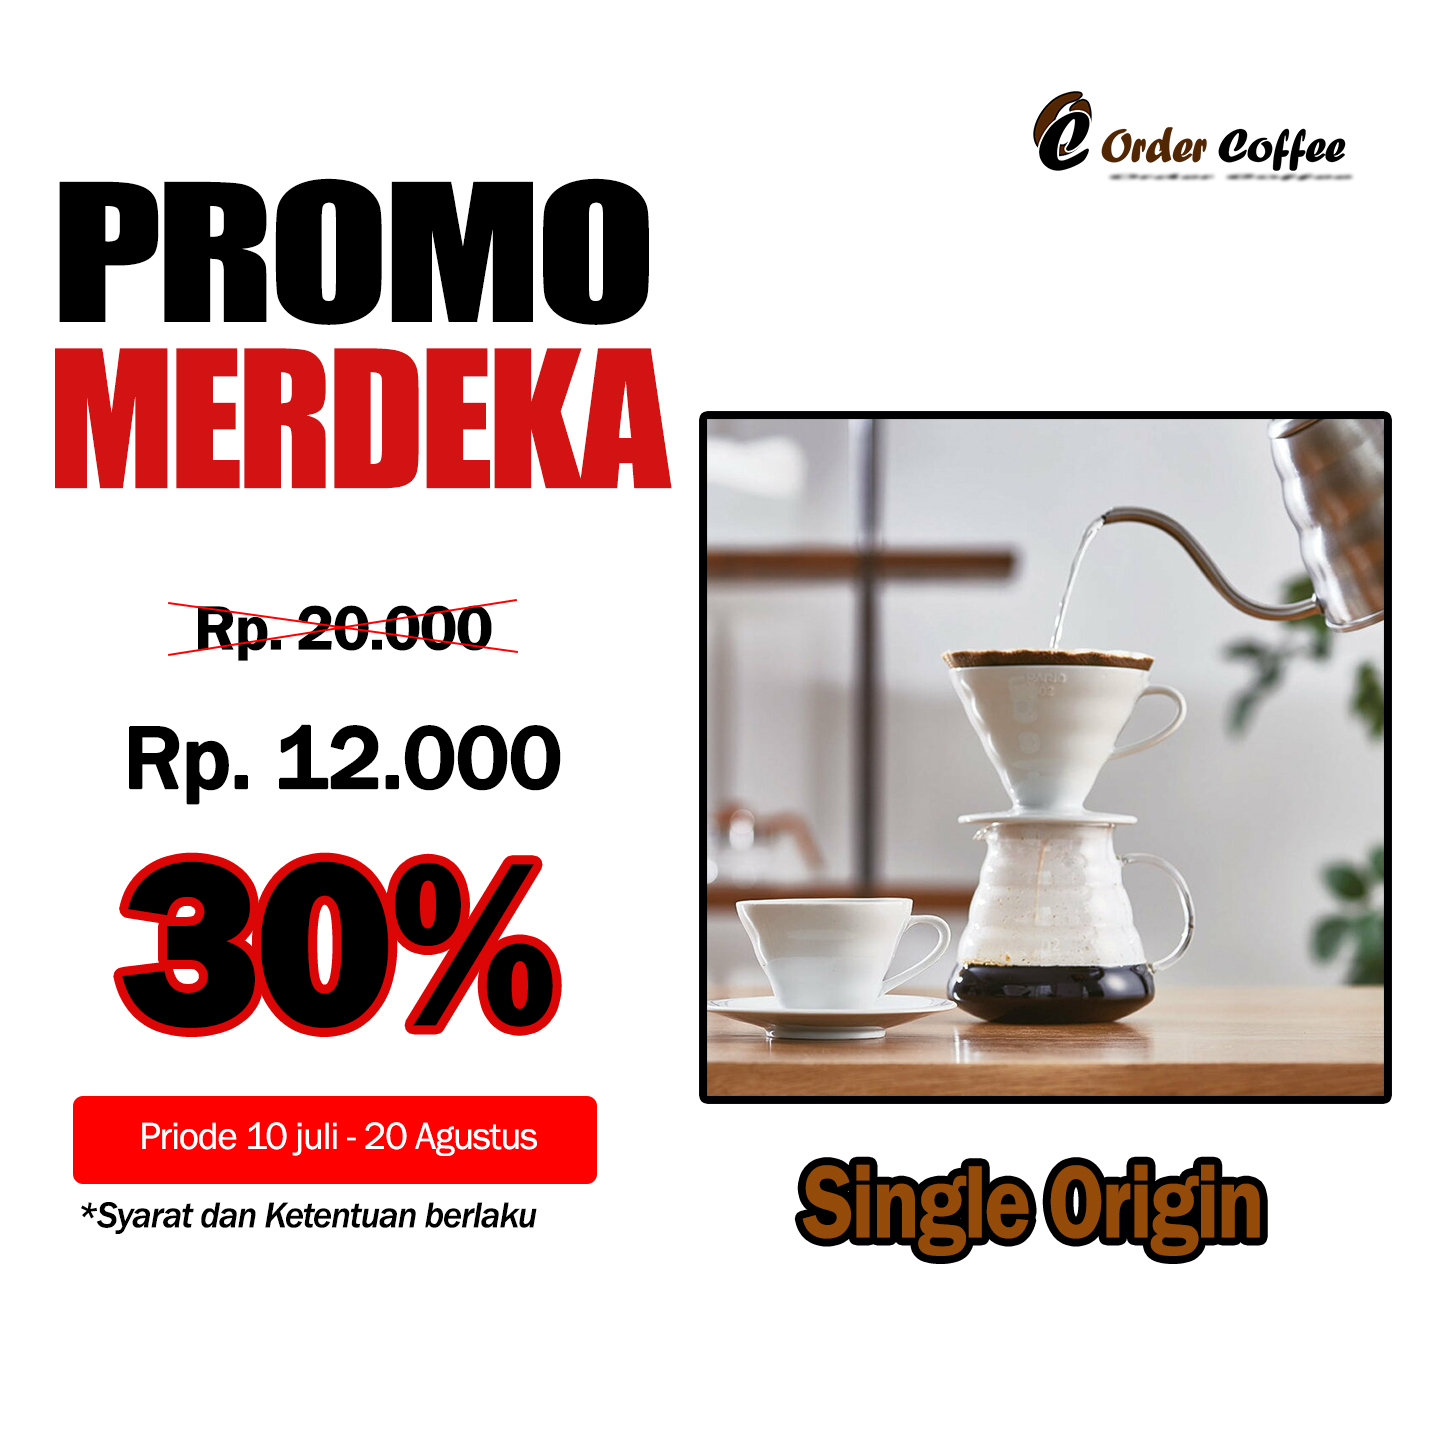 Order Coffee
PROMO
MERDEKA
Rp. 20.000
Rp. 12.000
30%
Priode 10 juli - 20 Agustus
*Syarat dan Ketentuan berlaku
Single Origin